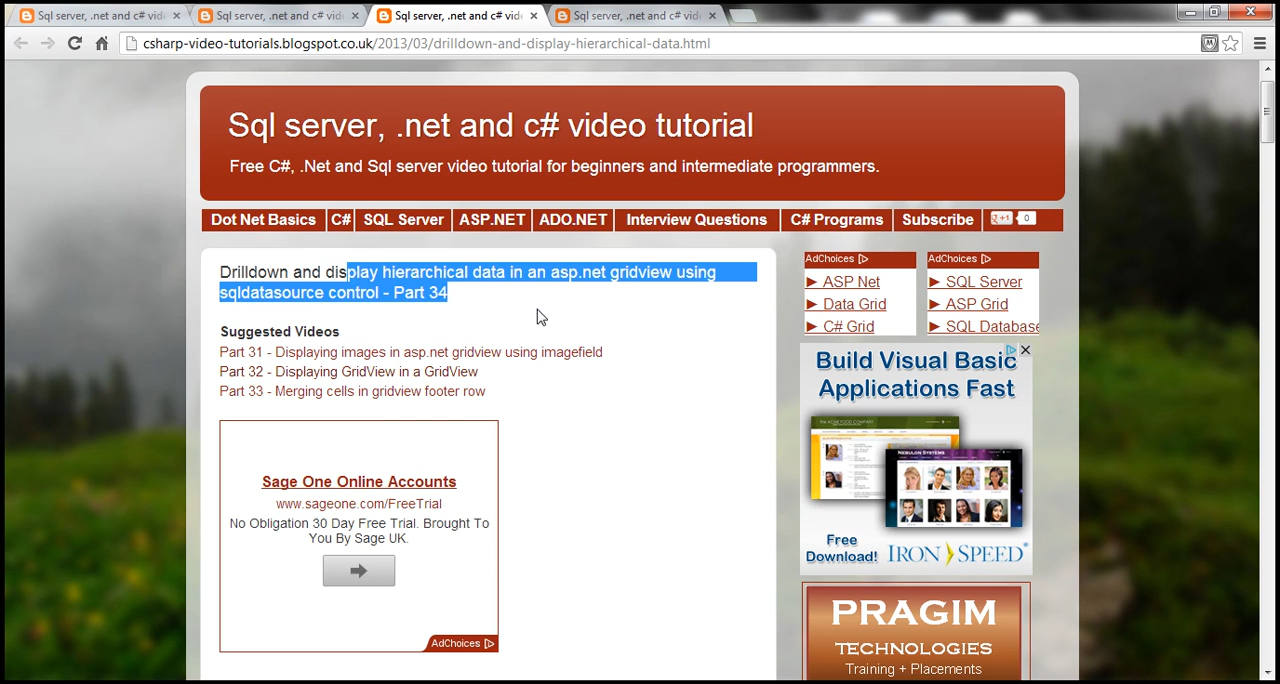 Sql server, .net and c# vid
Sql server, .net and c# vid
Sql server, .net and c# vid
Sql server, .net and c# vid
csharp-video-tutorials.blogspot.co.uk/2013/03/drilldown-and-display-hierarchical-data.html
Sql server, .net and c# video tutorial
Free C#, .Net and Sql server video tutorial for beginners and intermediate programmers.
Dot Net Basics C# SQL Server ASP.NET ADO.NET Interview Questions C# Programs Subscribe +1 0
Drilldown and display hierarchical data in an asp.net gridview using
sqldatasource control - Part 34
Suggested Videos
Part 31 - Displaying images in asp.net gridview using imagefield
Part 32 - Displaying GridView in a GridView
Part 33 - Merging cells in gridview footer row
Sage One Online Accounts
www.sageone.com/FreeTrial
No Obligation 30 Day Free Trial. Brought To
You By Sage UK.
AdChoices
AdChoices
► ASP Net
► Data Grid
► C# Grid
AdChoices
► SQL Server
► ASP Grid
► SQL Database
Build Visual Basic
Applications Fast
Free
Download!
IRON SPEED
PRAGIM
TECHNOLOGIES
Training + Placements